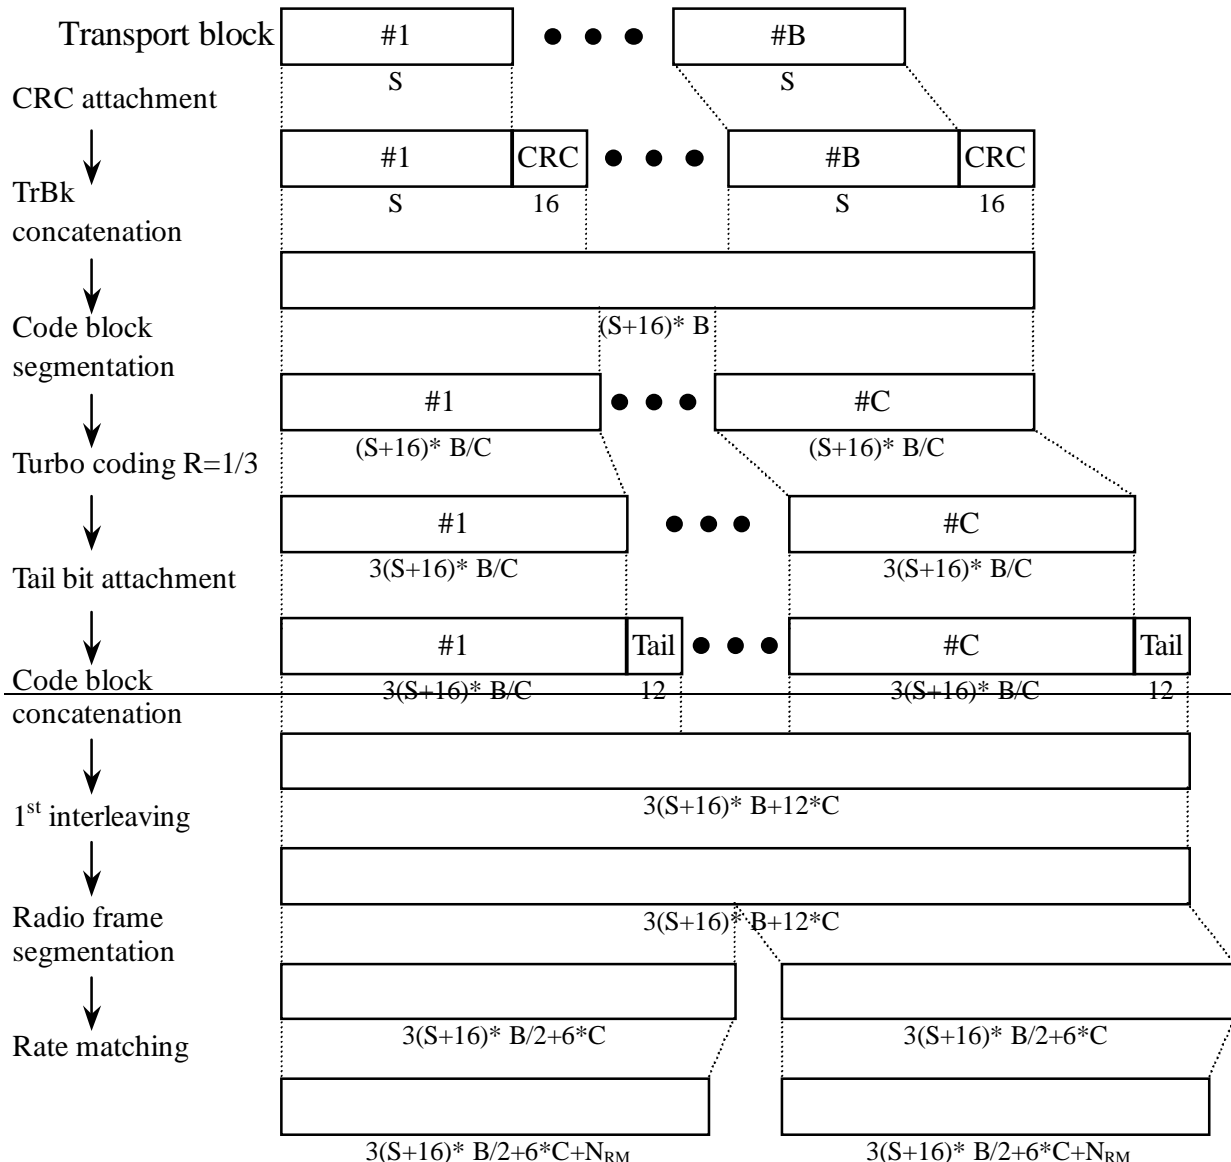 Transport block #1 #B
S S
CRC attachment
#1 CRC #B CRC
S 16 S 16
TrBk
concatenation
(S+16)* B
Code block
segmentation
#1 #C
(S+16)* B/C (S+16)* B/C
Turbo coding R=1/3
#1 #C
3(S+16)* B/C 3(S+16)* B/C
Tail bit attachment
#1 Tail #C Tail
3(S+16)* B/C 12 3(S+16)* B/C 12
Code block
concatenation
3(S+16)* B+12*C
1st interleaving
3(S+16)* B+12*C
Radio frame
segmentation
3(S+16)* B/2+6*C 3(S+16)* B/2+6*C
Rate matching
3(S+16)* B/2+6*C+NRM 3(S+16)* B/2+6*C+NRM